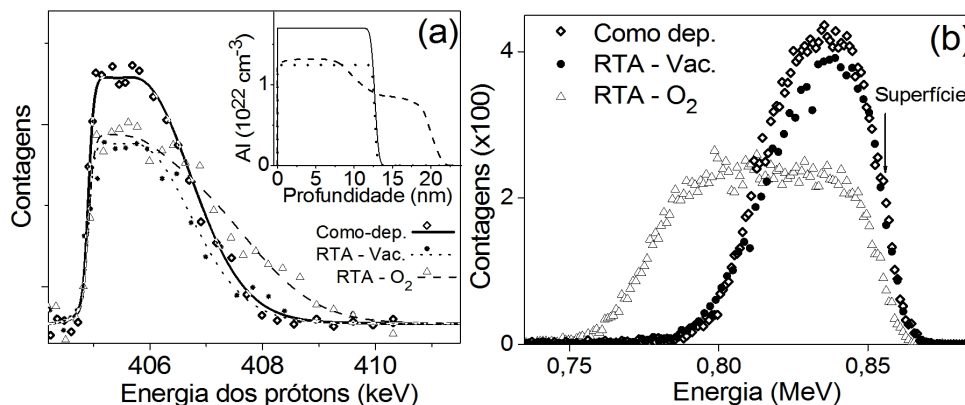 (a)
Contagens
Al (10²² cm⁻³)
1
0
0 5 10 15 20
Profundidade (nm)
Como-dep.
RTA - Vac.
RTA - O₂
406 408 410
Energia dos prótons (keV)
(b)
Como dep.
RTA - Vac.
RTA - O₂
Superfície
Contagens (x100)
4
2
0
0,75 0,80 0,85
Energia (MeV)